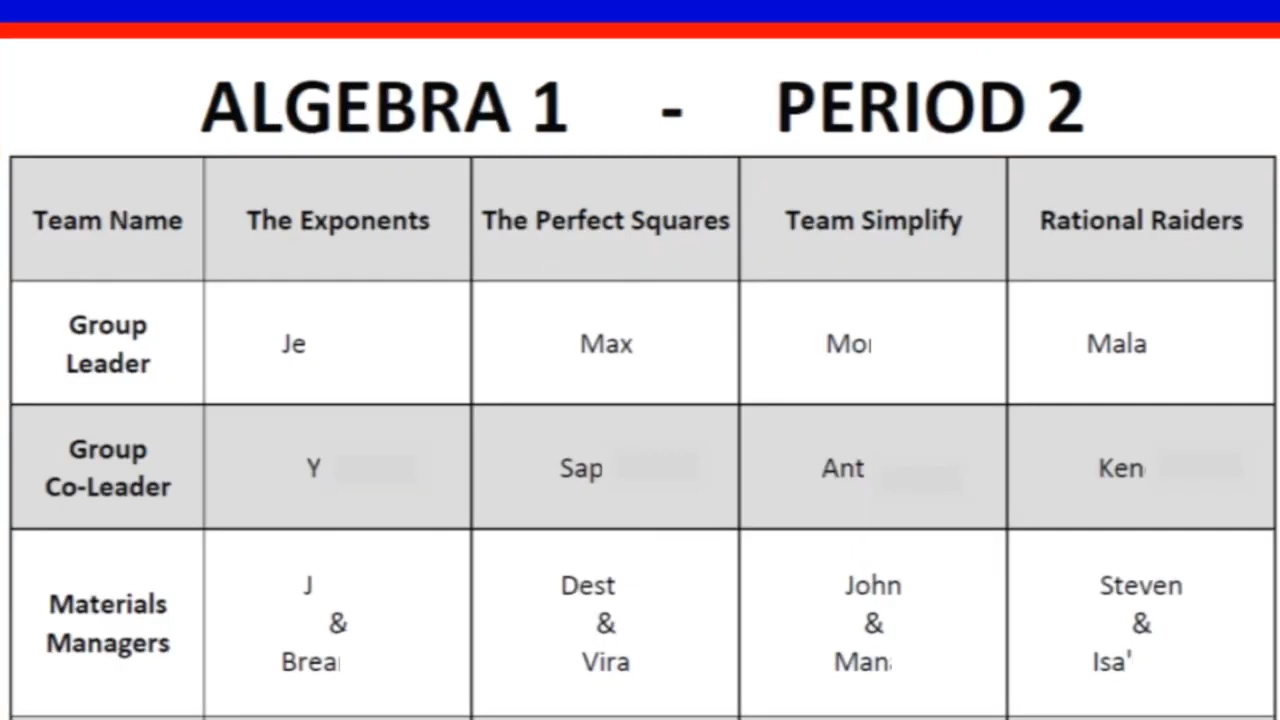 ALGEBRA 1 - PERIOD 2
Team Name The Exponents The Perfect Squares Team Simplify Rational Raiders
Group
Leader
Je Max Mor Mala
Group
Co-Leader
Y Sap Ant Ken
Materials
Managers
J
&
Brea
Dest
&
Vira
John
&
Man
Steven
&
Isa'